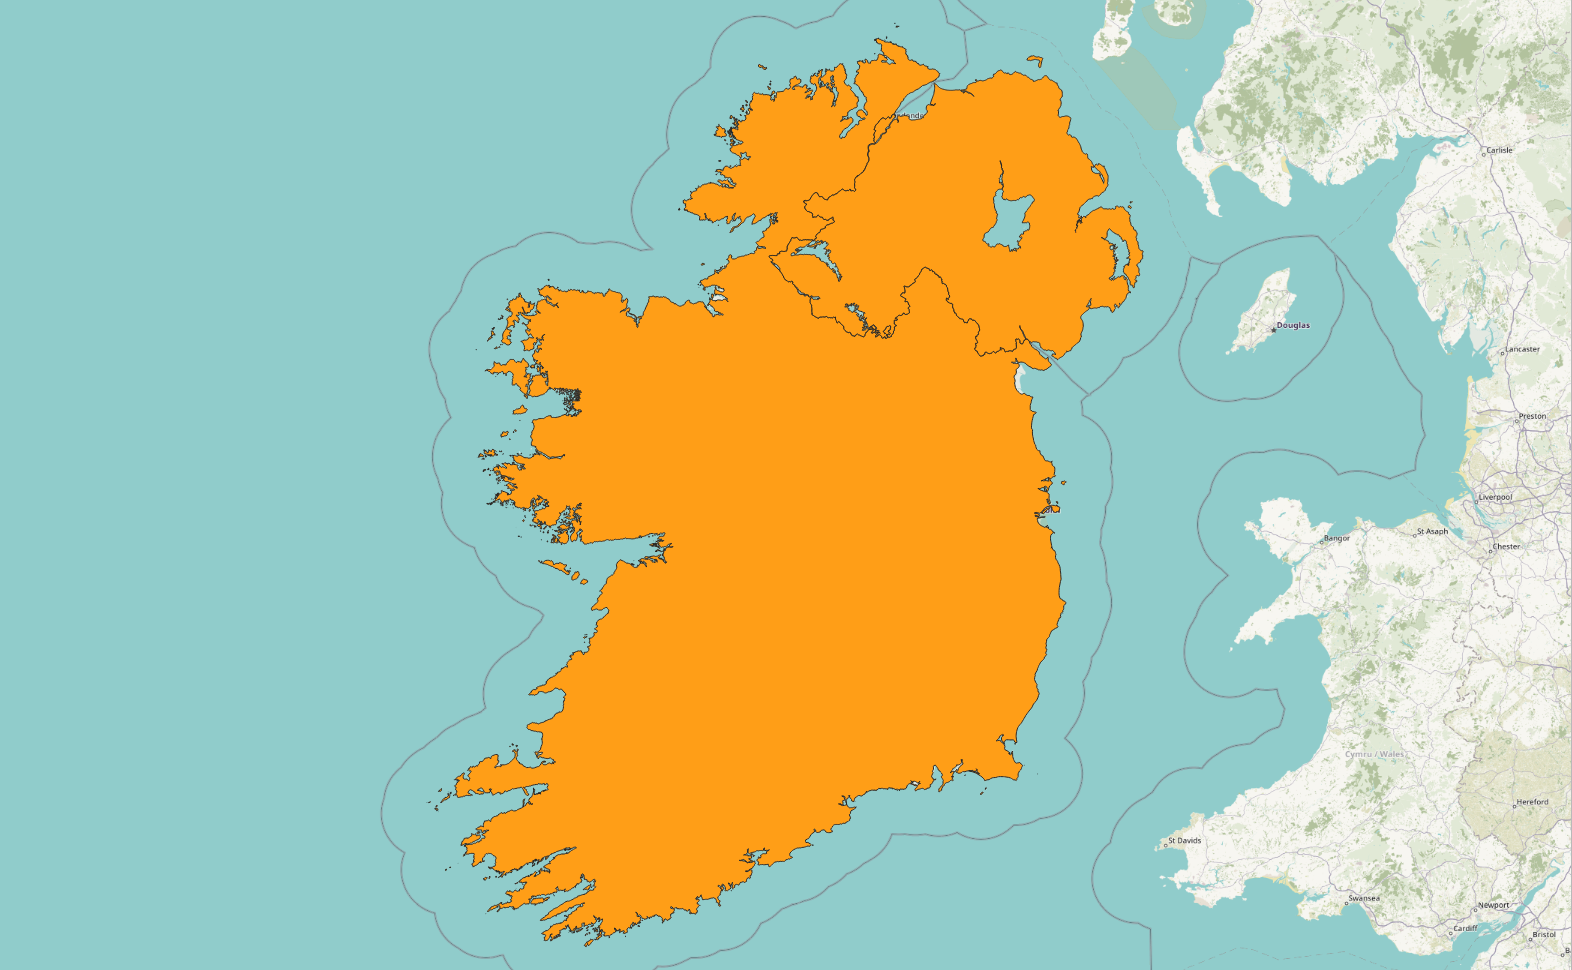 Carlisle
Douglas
Lancaster
Preston
Liverpool
Bangor
St Asaph
Chester
Cymru / Wales
Hereford
St Davids
Swansea
Newport
Cardiff
Bristol